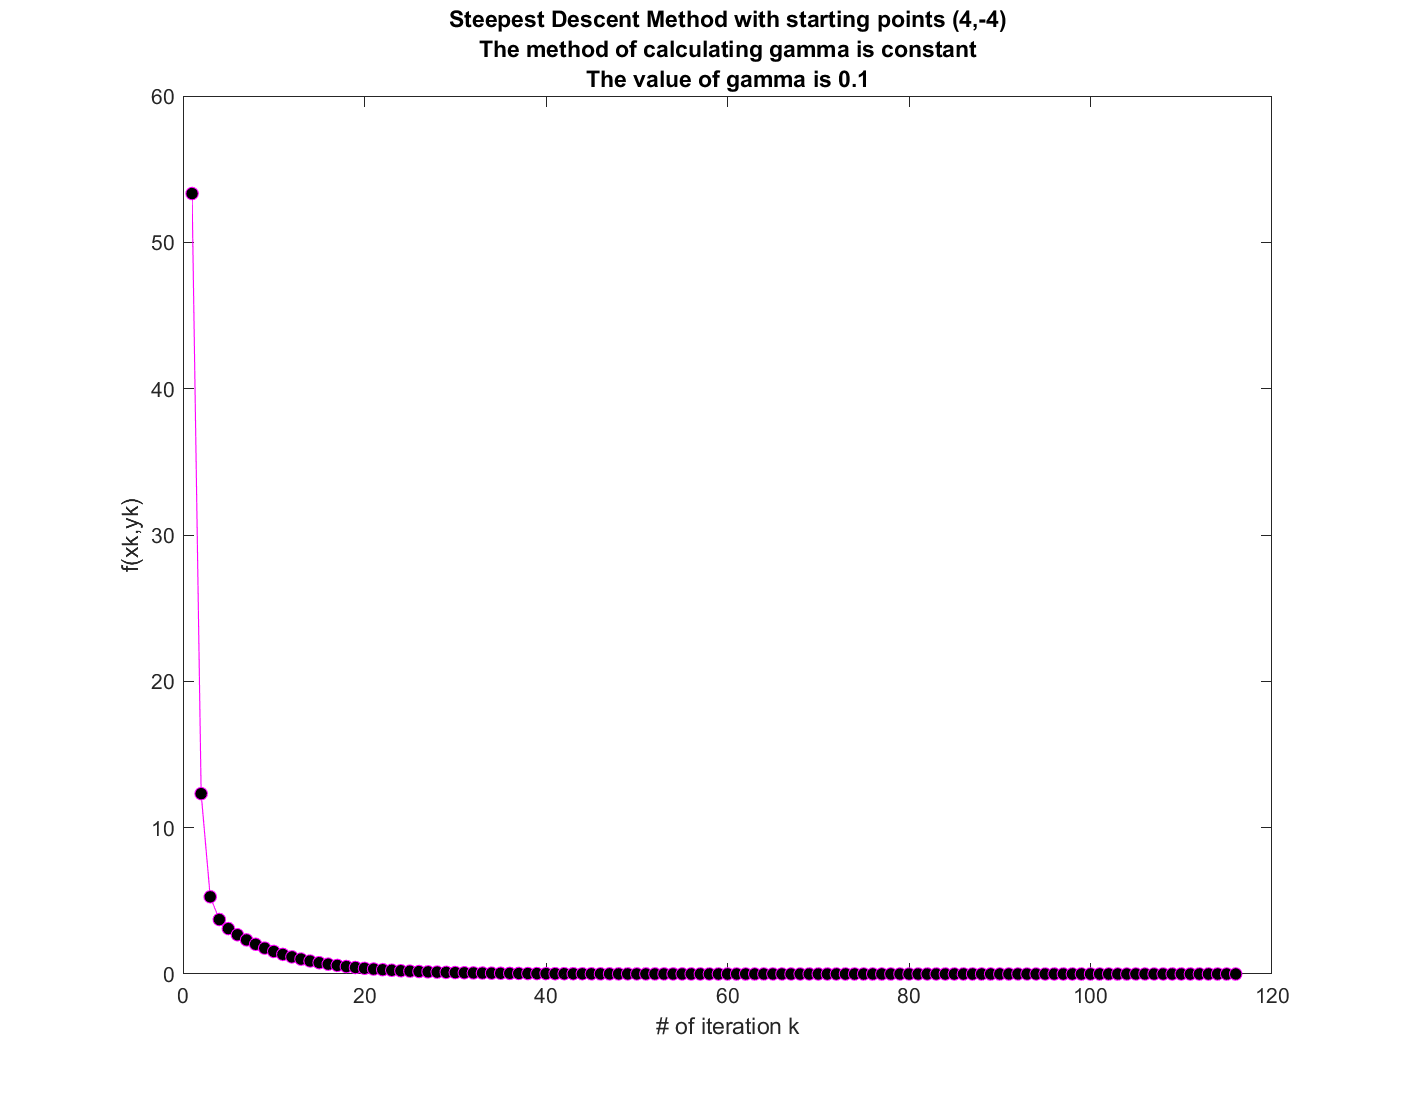 Steepest Descent Method with starting points (4,-4)
The method of calculating gamma is constant
The value of gamma is 0.1
60
50
40
30
20
10
0
f(xk,yk)
0 20 40 60 80 100 120
# of iteration k